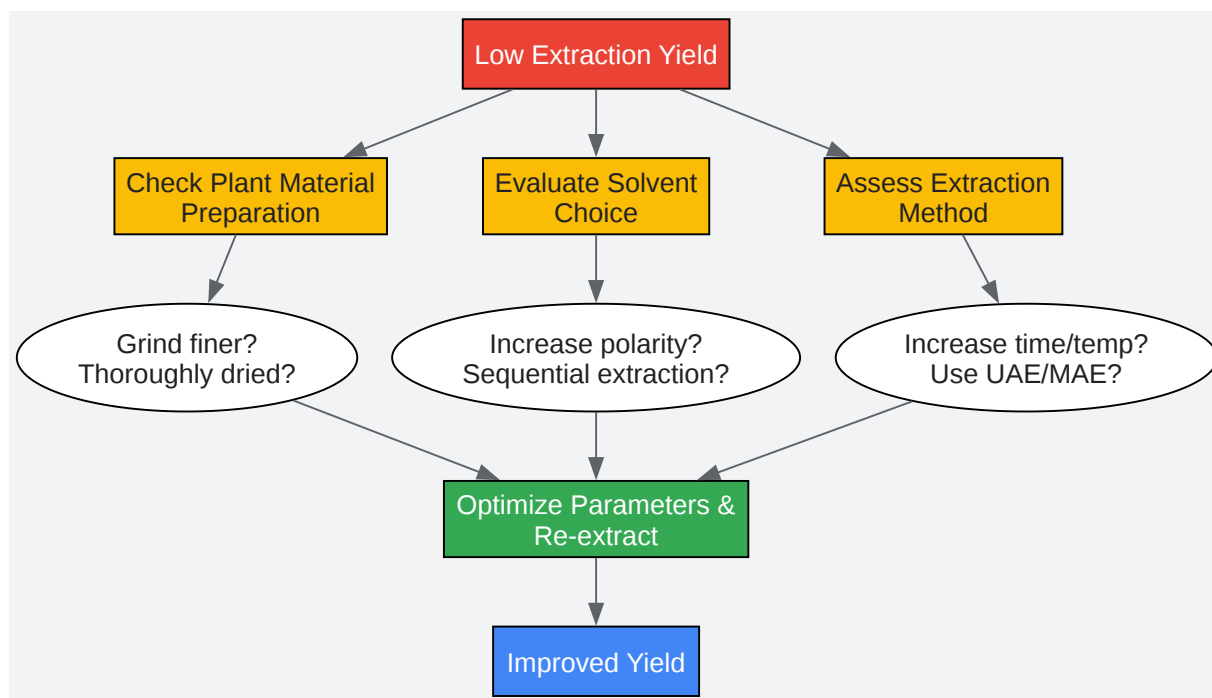 Low Extraction Yield
Check Plant Material
Preparation
Evaluate Solvent
Choice
Assess Extraction
Method
Grind finer?
Thoroughly dried?
Increase polarity?
Sequential extraction?
Increase time/temp?
Use UAE/MAE?
Optimize Parameters &
Re-extract
Improved Yield